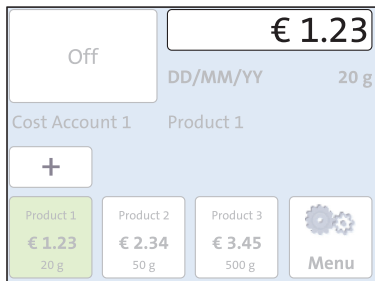 Off
€ 1.23
DD/MM/YY 20 g
Cost Account 1 Product 1
+
Product 1 Product 2 Product 3
€ 1.23 € 2.34 € 3.45
20 g 50 g 500 g
Menu